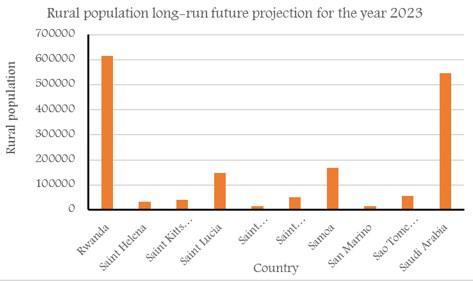 Rural population long-run future projection for the year 2023
Rural population
700000
600000
500000
400000
300000
200000
100000
0
Rwanda
Saint Helena
Saint Kitts...
Saint Lucia
Saint...
Saint...
Samoa
San Marino
Sao Tome...
Saudi Arabia
Country